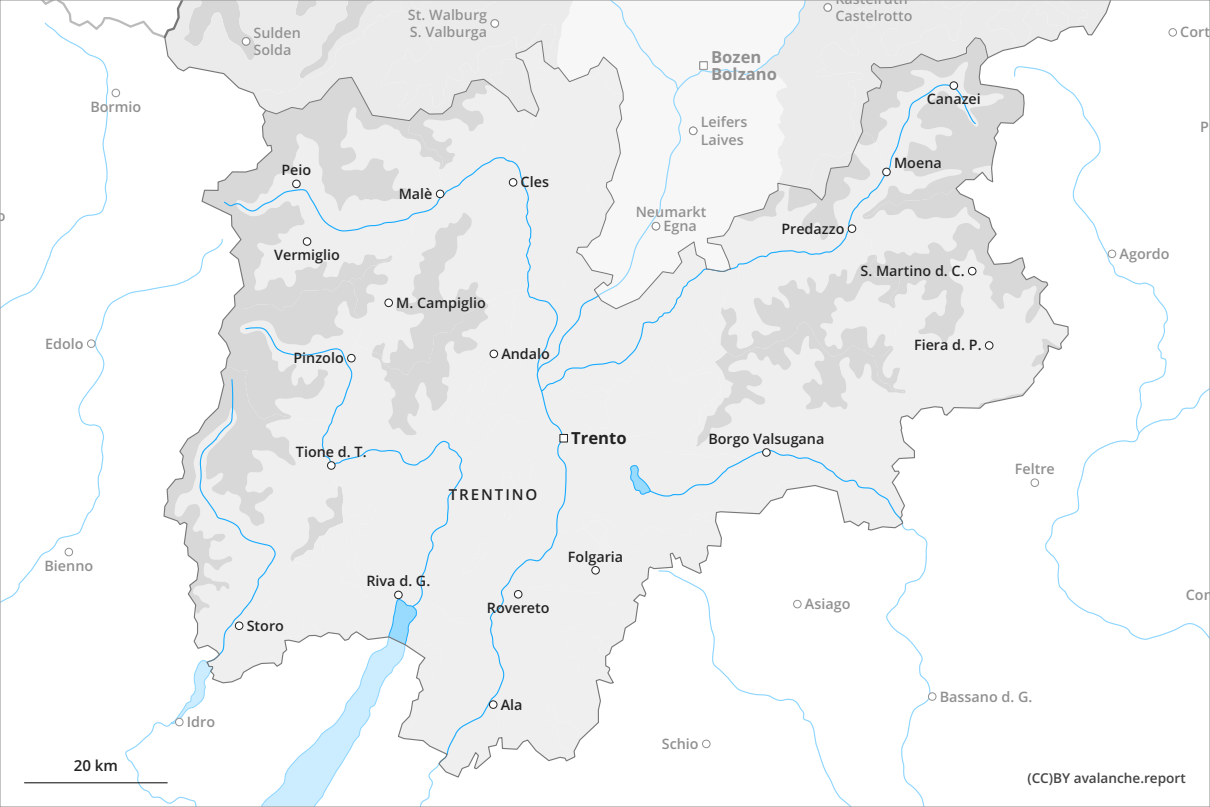 Kastelruth
Castelrotto
St. Walburg
S. Valburga
Sulden
Solda
Cort
Bozen
Bolzano
Bormio
Canazei
Leifers
Laives
P
Moena
Peio
Malè
Cles
Neumarkt
Egna
Predazzo
Vermiglio
Agordo
S. Martino d. C.
M. Campiglio
Edolo
Pinzolo
Andalo
Fiera d. P.
Trento
Borgo Valsugana
Tione d. T.
Feltre
TRENTINO
Bienno
Folgaria
Riva d. G.
Cor
Rovereto
Asiago
Storo
Bassano d. G.
Ala
Idro
Schio
20 km
(CC)BY avalanche.report